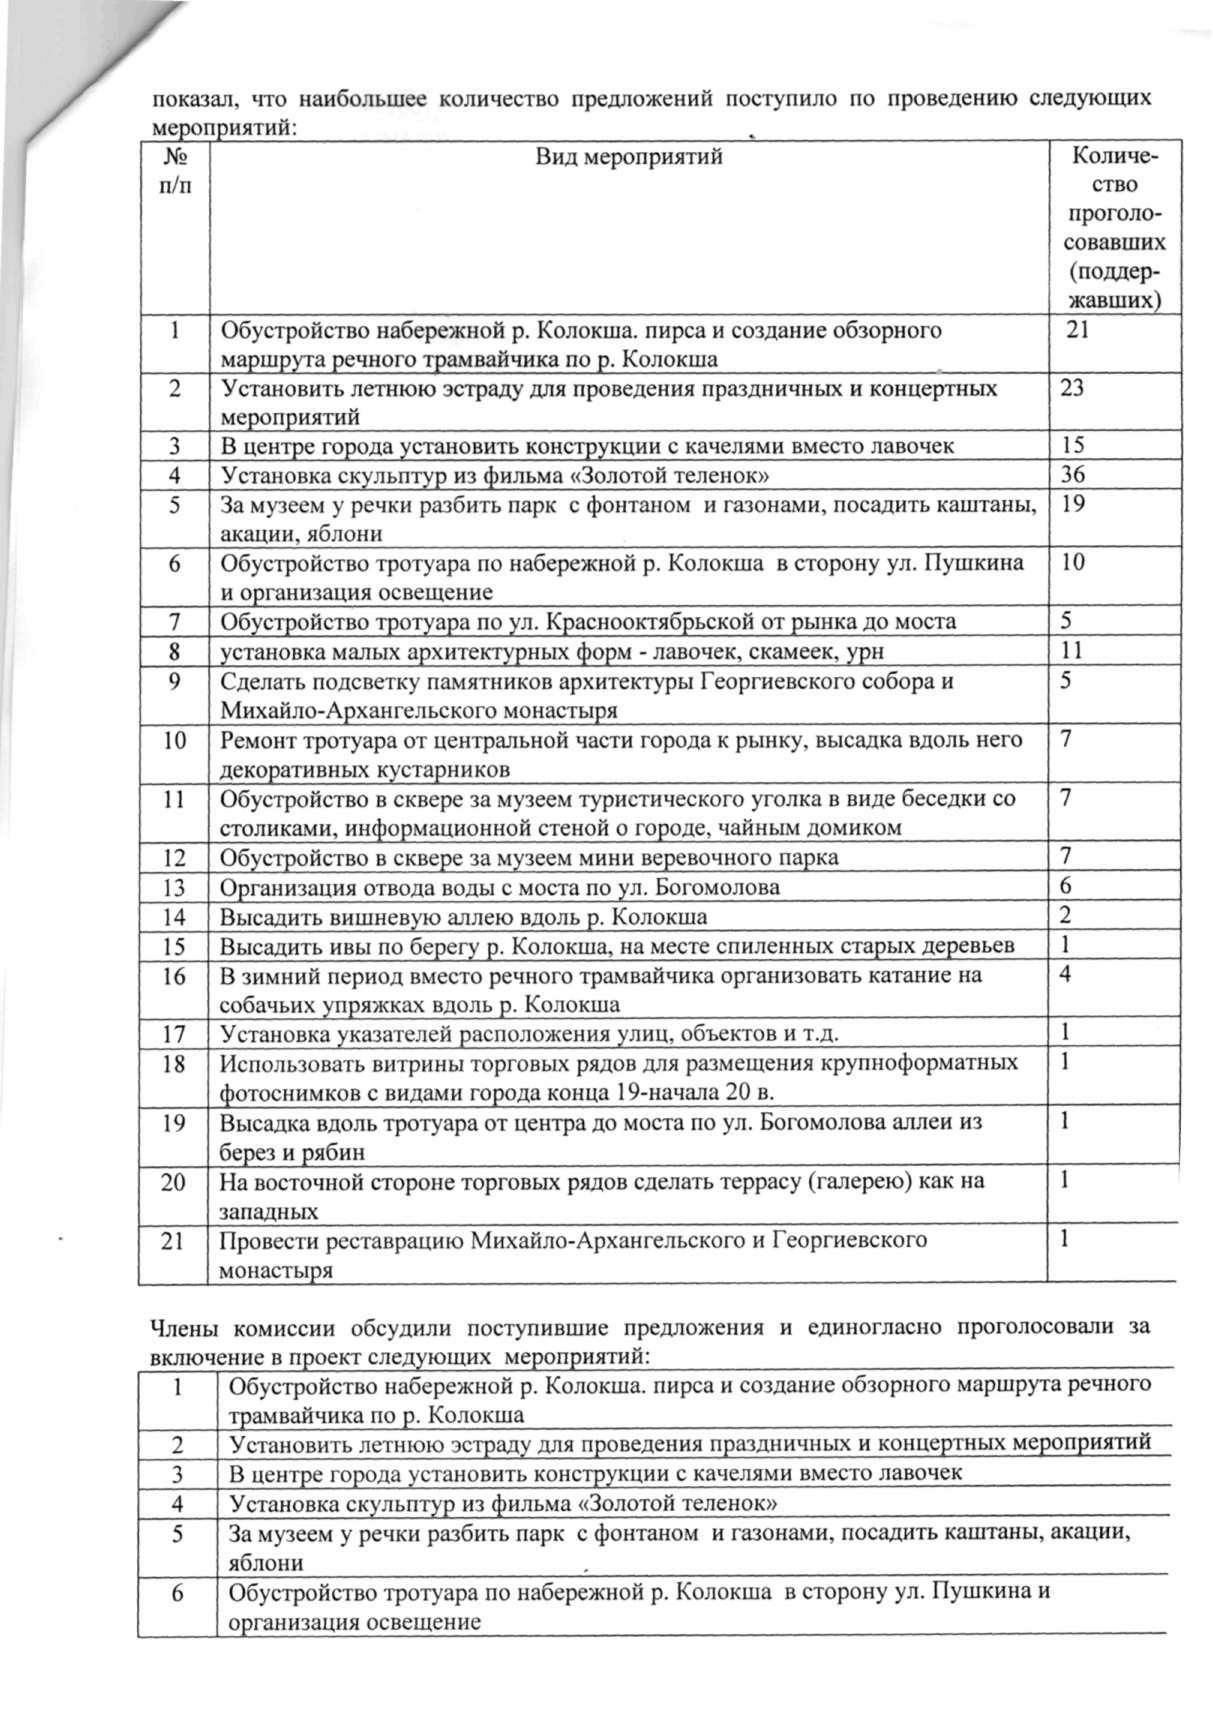 показал, что наибольшее количество предложений поступило по проведению следующих
мероприятий:
№
п/п
Вид мероприятий
Количе-
ство
проголо-
совавших
(поддер-
жавших)
1 Обустройство набережной р. Колокша. пирса и создание обзорного 21
маршрута речного трамвайчика по р. Колокша
2 Установить летнюю эстраду для проведения праздничных и концертных 23
мероприятий
3 В центре города установить конструкции с качелями вместо лавочек 15
4 Установка скульптур из фильма «Золотой теленок» 36
5 За музеем у речки разбить парк с фонтаном и газонами, посадить каштаны, 19
акации, яблони
6 Обустройство тротуара по набережной р. Колокша в сторону ул. Пушкина 10
и организация освещение
7 Обустройство тротуара по ул. Краснооктябрьской от рынка до моста 5
8 установка малых архитектурных форм - лавочек, скамеек, урн 11
9 Сделать подсветку памятников архитектуры Георгиевского собора и 5
Михайло-Архангельского монастыря
10 Ремонт тротуара от центральной части города к рынку, высадка вдоль него 7
декоративных кустарников
11 Обустройство в сквере за музеем туристического уголка в виде беседки со 7
столиками, информационной стеной о городе, чайным домиком
12 Обустройство в сквере за музеем мини веревочного парка 7
13 Организация отвода воды с моста по ул. Богомолова 6
14 Высадить вишневую аллею вдоль р. Колокша 2
15 Высадить ивы по берегу р. Колокша, на месте спиленных старых деревьев 1
16 В зимний период вместо речного трамвайчика организовать катание на 4
собачьих упряжках вдоль р. Колокша
17 Установка указателей расположения улиц, объектов и т.д. 1
18 Использовать витрины торговых рядов для размещения крупноформатных 1
фотоснимков с видами города конца 19-начала 20 в.
19 Высадка вдоль тротуара от центра до моста по ул. Богомолова аллеи из 1
берез и рябин
20 На восточной стороне торговых рядов сделать террасу (галерею) как на 1
западных
21 Провести реставрацию Михайло-Архангельского и Георгиевского 1
монастыря
Члены комиссии обсудили поступившие предложения и единогласно проголосовали за
включение в проект следующих мероприятий:
1 Обустройство набережной р. Колокша. пирса и создание обзорного маршрута речного
трамвайчика по р. Колокша
2 Установить летнюю эстраду для проведения праздничных и концертных мероприятий
3 В центре города установить конструкции с качелями вместо лавочек
4 Установка скульптур из фильма «Золотой теленок»
5 За музеем у речки разбить парк с фонтаном и газонами, посадить каштаны, акации,
яблони
6 Обустройство тротуара по набережной р. Колокша в сторону ул. Пушкина и
организация освещение